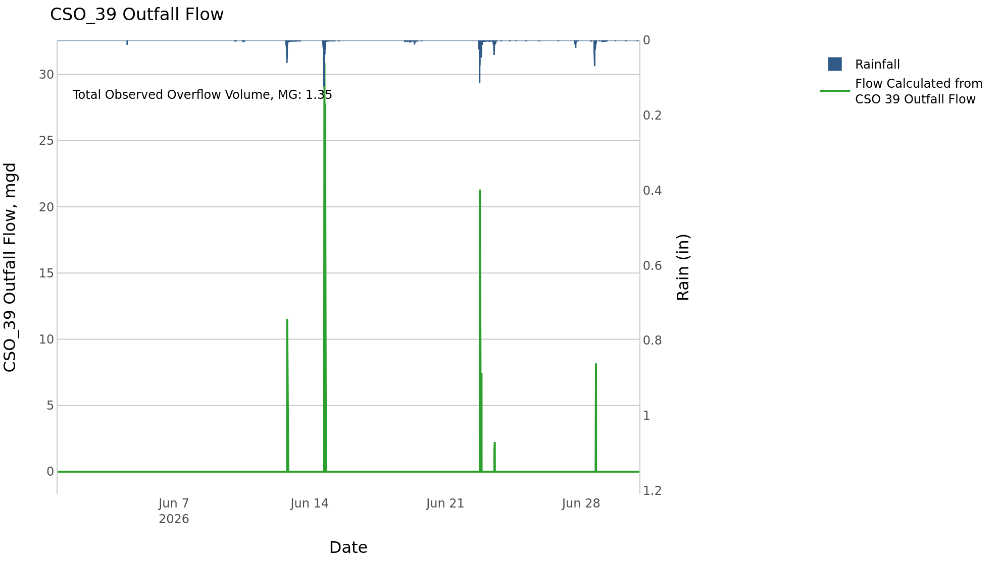 CSO_39 Outfall Flow
Total Observed Overflow Volume, MG: 1.35
30
25
20
15
10
5
0
CSO_39 Outfall Flow, mgd
0
0.2
0.4
0.6
0.8
1
1.2
Rain (in)
Jun 7
2026
Jun 14
Jun 21
Jun 28
Date
Rainfall
Flow Calculated from
CSO 39 Outfall Flow